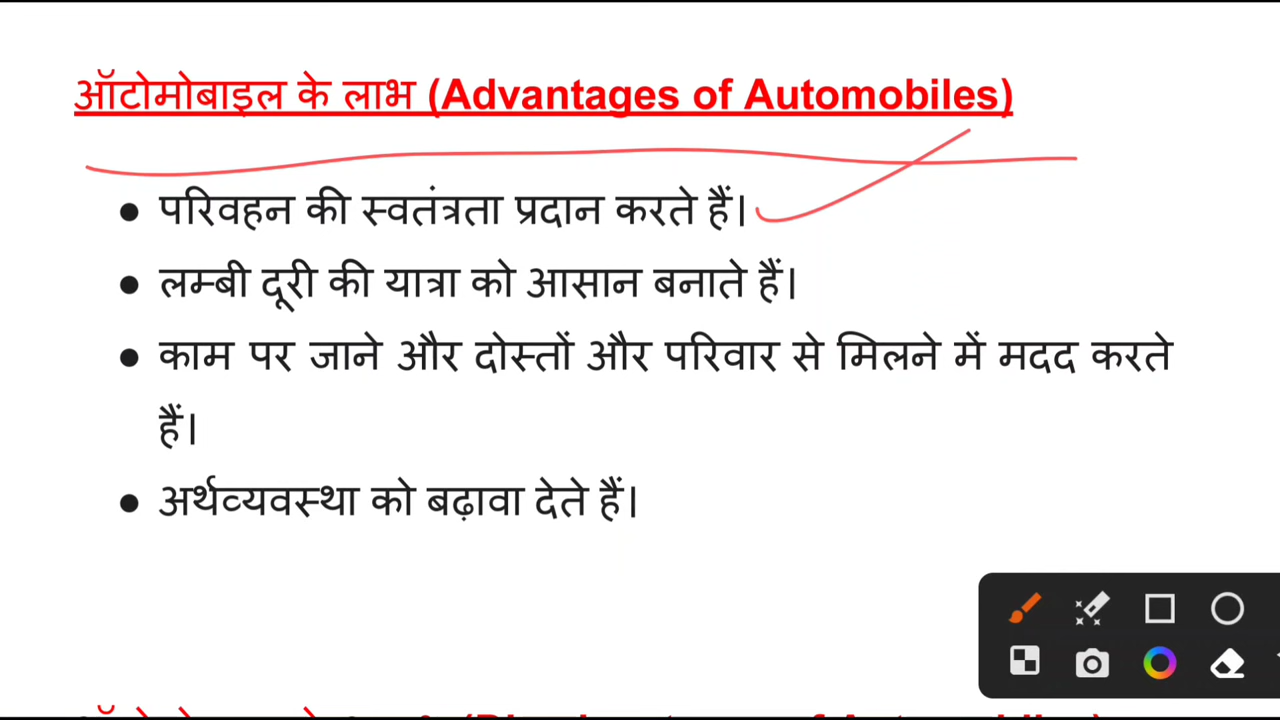 ऑटोमोबाइल के लाभ (Advantages of Automobiles)
● परिवहन की स्वतंत्रता प्रदान करते हैं।
● लम्बी दूरी की यात्रा को आसान बनाते हैं।
● काम पर जाने और दोस्तों और परिवार से मिलने में मदद करते
हैं।
● अर्थव्यवस्था को बढ़ावा देते हैं।